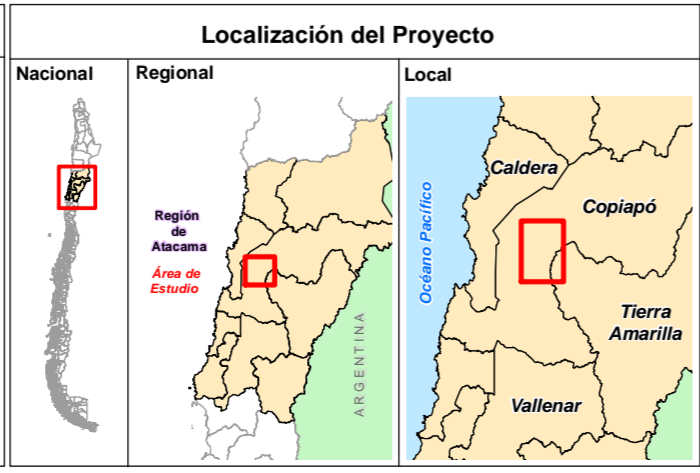 Localización del Proyecto
Nacional
Regional
Local
Región
de
Atacama
Área de
Estudio
ARGENTINA
Océano Pacífico
Caldera
Copiapó
Tierra
Amarilla
Vallenar